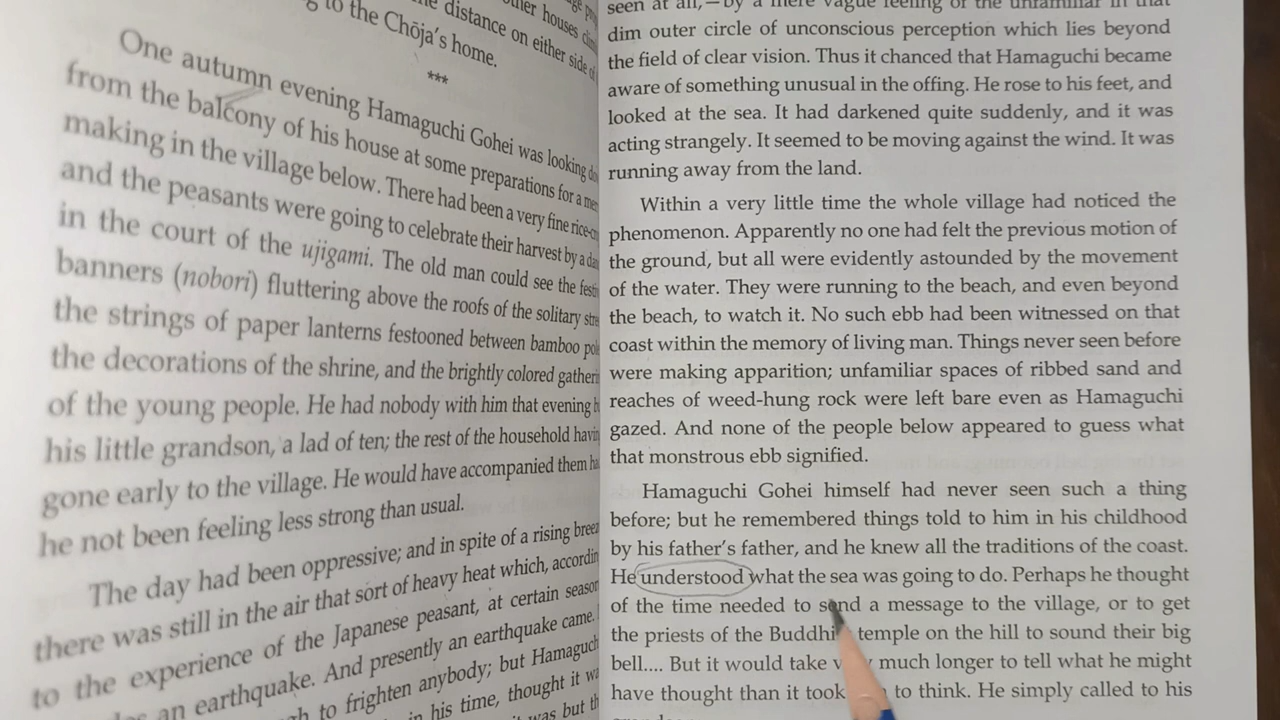 to the Chōja's home.
distance on either side of
***
One autumn evening Hamaguchi Gohei was looking
from the balcony of his house at some preparations for a
making in the village below. There had been a very fine
and the peasants were going to celebrate their harvest by a
in the court of the ujigami. The old man could see the
banners (nobori) fluttering above the roofs of the solitary
the strings of paper lanterns festooned between bamboo
the decorations of the shrine, and the brightly colored
of the young people. He had nobody with him that evening
his little grandson, a lad of ten; the rest of the household
gone early to the village. He would have accompanied them
he not been feeling less strong than usual.
The day had been oppressive; and in spite of a rising
there was still in the air that sort of heavy heat which,
to the experience of the Japanese peasant, at certain
an earthquake. And presently an earthquake came.
to frighten anybody; but
in his time, thought it
was but
seen at all,—by a mere vague feeling of the unfamiliar in that
dim outer circle of unconscious perception which lies beyond
the field of clear vision. Thus it chanced that Hamaguchi became
aware of something unusual in the offing. He rose to his feet, and
looked at the sea. It had darkened quite suddenly, and it was
acting strangely. It seemed to be moving against the wind. It was
running away from the land.
Within a very little time the whole village had noticed the
phenomenon. Apparently no one had felt the previous motion of
the ground, but all were evidently astounded by the movement
of the water. They were running to the beach, and even beyond
the beach, to watch it. No such ebb had been witnessed on that
coast within the memory of living man. Things never seen before
were making apparition; unfamiliar spaces of ribbed sand and
reaches of weed-hung rock were left bare even as Hamaguchi
gazed. And none of the people below appeared to guess what
that monstrous ebb signified.
Hamaguchi Gohei himself had never seen such a thing
before; but he remembered things told to him in his childhood
by his father's father, and he knew all the traditions of the coast.
He understood what the sea was going to do. Perhaps he thought
of the time needed to send a message to the village, or to get
the priests of the Buddhist temple on the hill to sound their big
bell.... But it would take very much longer to tell what he might
have thought than it took to think. He simply called to his